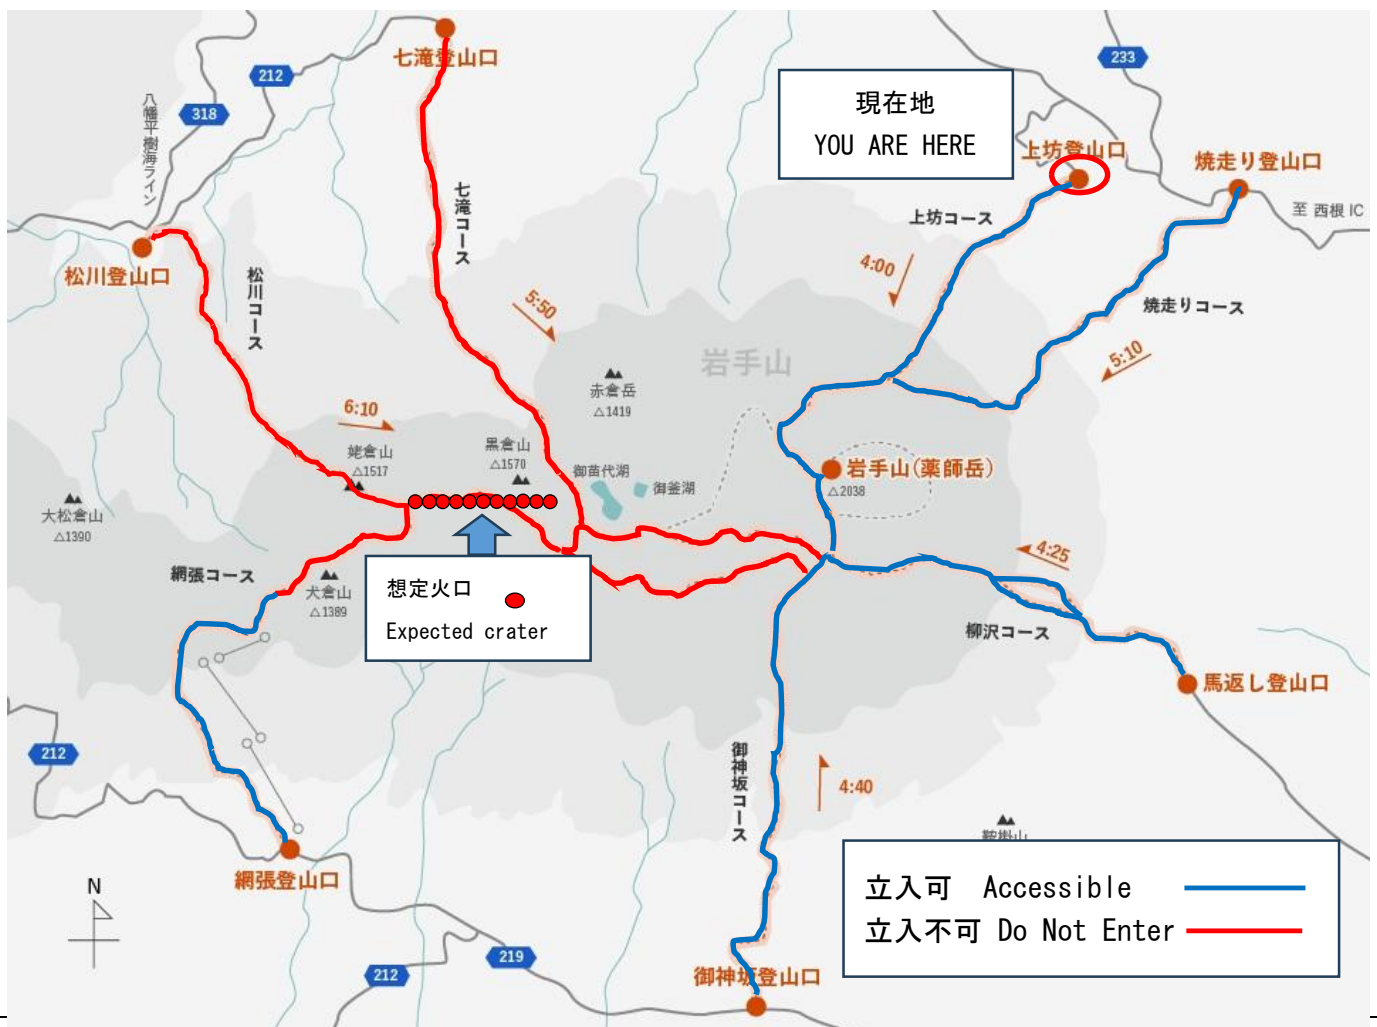 七滝登山口
233
212
318
八幡平樹海ライン
現在地
YOU ARE HERE
上坊登山口
焼走り登山口
至 西根 IC
七滝コース
上坊コース
松川登山口
松川コース
4:00
5:50
焼走りコース
岩手山
5:10
赤倉岳
△1419
6:10
姥倉山
△1517
黒倉山
△1570
御苗代湖
御釜湖
岩手山(薬師岳)
△2038
大松倉山
△1390
4:25
網張コース
犬倉山
△1389
想定火口
Expected crater
柳沢コース
馬返し登山口
212
御神坂コース
4:40
鞍掛山
網張登山口
N
立入可 Accessible
立入不可 Do Not Enter
219
212
御神坂登山口